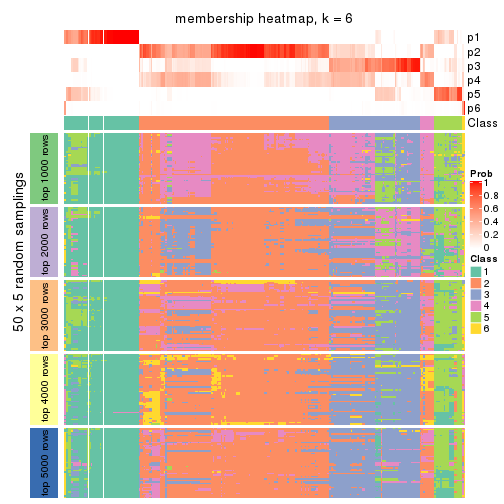 membership heatmap, k = 6
p1
p2
p3
p4
p5
p6
Class
50 x 5 random samplings
top 1000 rows
top 2000 rows
top 3000 rows
top 4000 rows
top 5000 rows
Prob
1
0.8
0.6
0.4
0.2
0
Class
1
2
3
4
5
6